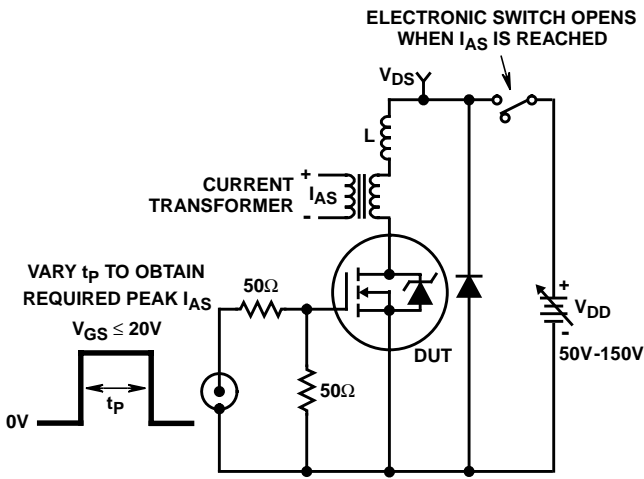 ELECTRONIC SWITCH OPENS
WHEN IAS IS REACHED
VDS
L
+
CURRENT
TRANSFORMER
IAS
-
VARY tP TO OBTAIN
REQUIRED PEAK IAS
50Ω
VGS ≤ 20V
DUT
+
VDD
-
50V-150V
50Ω
0V
tP